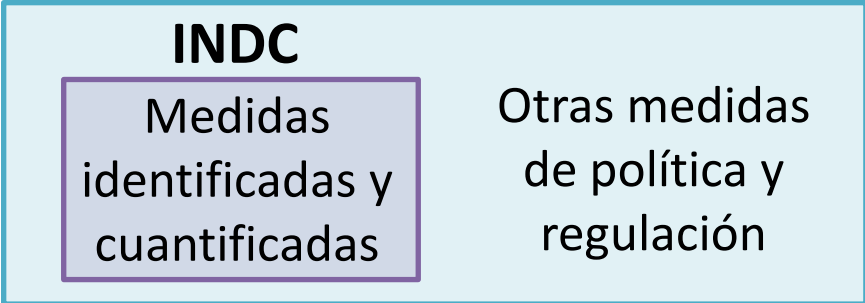 INDC
Medidas
identificadas y
cuantificadas
Otras medidas
de política y
regulación